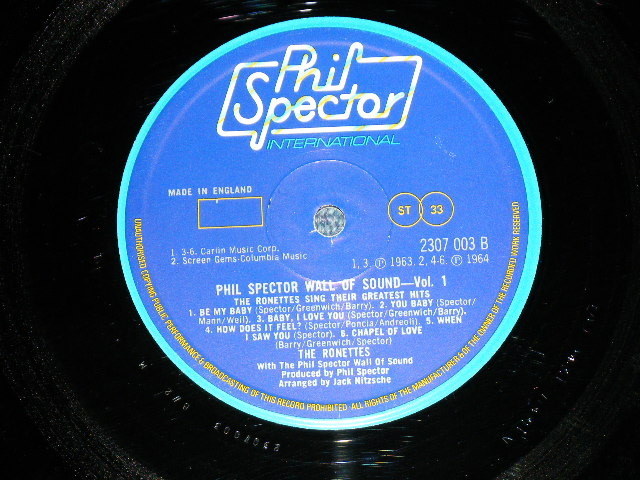 Phil
Spector
INTERNATIONAL
MADE IN ENGLAND
ST 33
2307 003 B
1. 3-6. Carlin Music Corp.
2. Screen Gems-Columbia Music
1, 3. Ⓟ 1963. 2, 4-6. Ⓟ 1964
PHIL SPECTOR WALL OF SOUND—Vol. 1
THE RONETTES SING THEIR GREATEST HITS
1. BE MY BABY (Spector/Greenwich/Barry). 2. YOU BABY (Spector/
Mann/Weil). 3. BABY, I LOVE YOU (Spector/Greenwich/Barry).
4. HOW DOES IT FEEL? (Spector/Poncia/Andreoli). 5. WHEN
I SAW YOU (Spector). 6. CHAPEL OF LOVE
(Barry/Greenwich/Spector)
THE RONETTES
With The Phil Spector Wall Of Sound
Produced by Phil Spector
Arranged by Jack Nitzsche
UNAUTHORISED COPYING PUBLIC PERFORMANCE & BROADCASTING OF THIS RECORD PROHIBITED. ALL RIGHTS OF THE MANUFACTURER & OF THE OWNER OF THE RECORDED WORK RESERVED